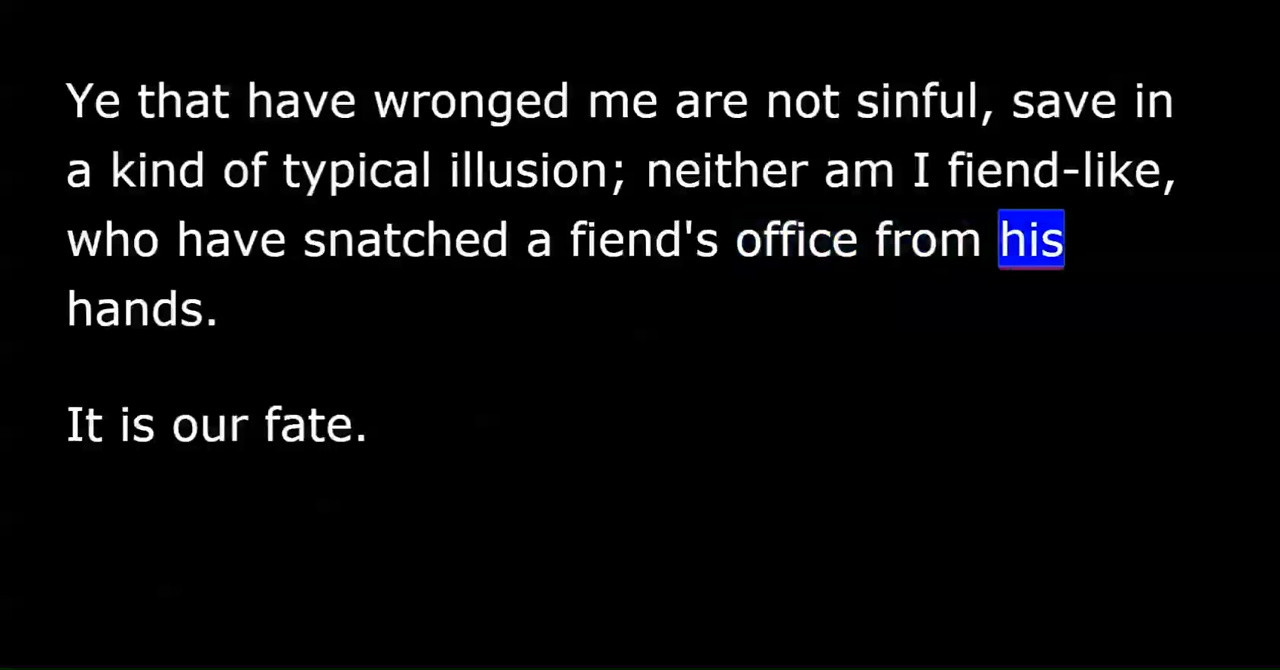 Ye that have wronged me are not sinful, save in
a kind of typical illusion; neither am I fiend-like,
who have snatched a fiend's office from his
hands.
It is our fate.